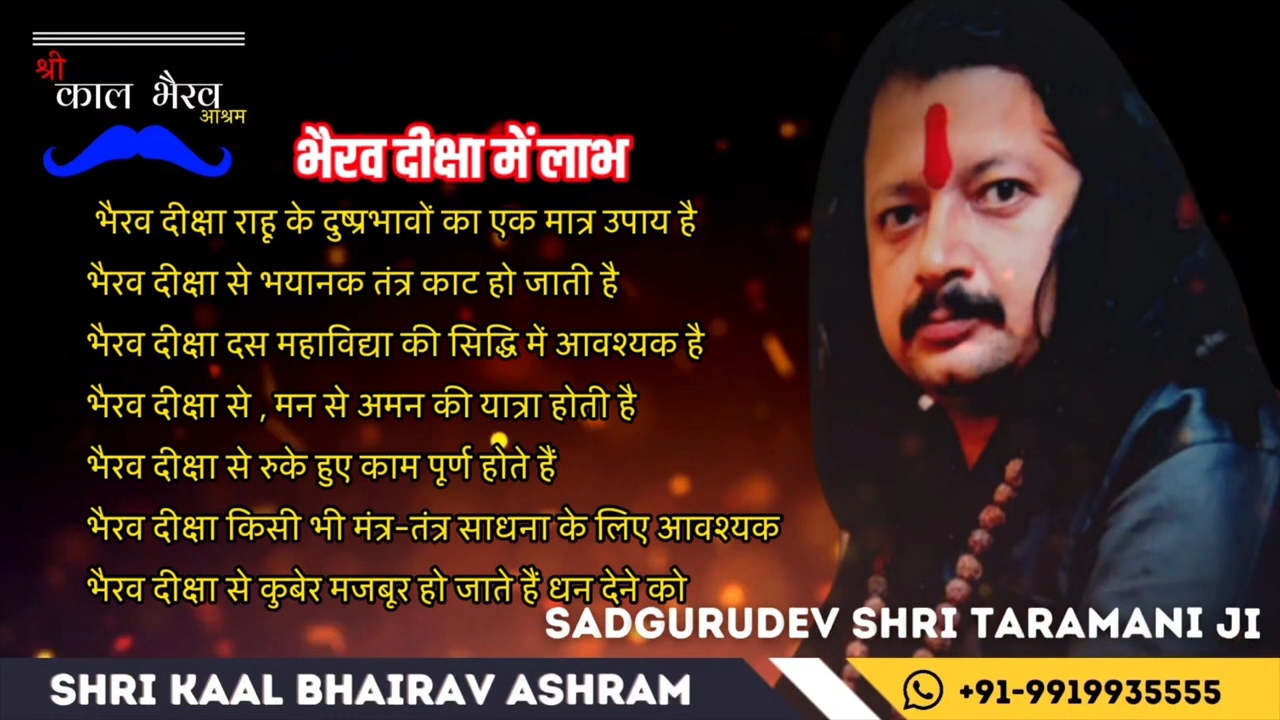 श्री
काल भैरव
आश्रम
भैरव दीक्षा में लाभ
भैरव दीक्षा राहू के दुष्प्रभावों का एक मात्र उपाय है
भैरव दीक्षा से भयानक तंत्र काट हो जाती है
भैरव दीक्षा दस महाविद्या की सिद्धि में आवश्यक है
भैरव दीक्षा से , मन से अमन की यात्रा होती है
भैरव दीक्षा से रुके हुए काम पूर्ण होते हैं
भैरव दीक्षा किसी भी मंत्र-तंत्र साधना के लिए आवश्यक
भैरव दीक्षा से कुबेर मजबूर हो जाते हैं धन देने को
SADGURUDEV SHRI TARAMANI JI
SHRI KAAL BHAIRAV ASHRAM
+91-9919935555